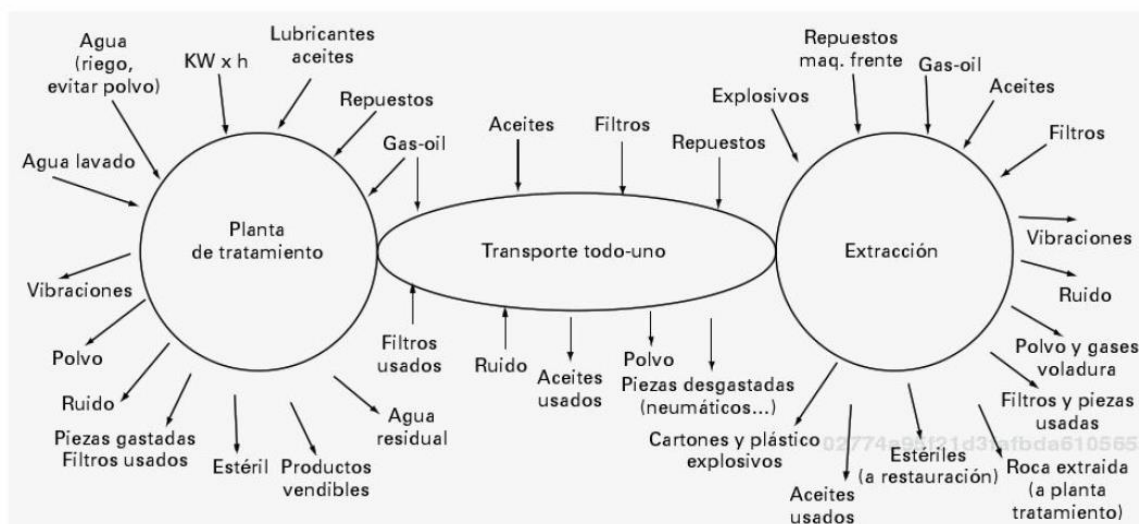 Agua
(riego,
evitar polvo)
KW x h
Lubricantes
aceites
Repuestos
Gas-oil
Agua lavado
Planta
de tratamiento
Vibraciones
Polvo
Ruido
Piezas gastadas
Filtros usados
Estéril
Productos
vendibles
Agua
residual
Aceites
Filtros
Repuestos
Transporte todo-uno
Filtros
usados
Ruido
Aceites
usados
Polvo
Piezas desgastadas
(neumáticos...)
Explosivos
Repuestos
maq. frente
Gas-oil
Aceites
Filtros
Extracción
Vibraciones
Ruido
Polvo y gases
voladura
Filtros y piezas
usadas
Cartones y plástico
explosivos
Aceites
usados
Estériles
(a restauración)
Roca extraida
(a planta
tratamiento)